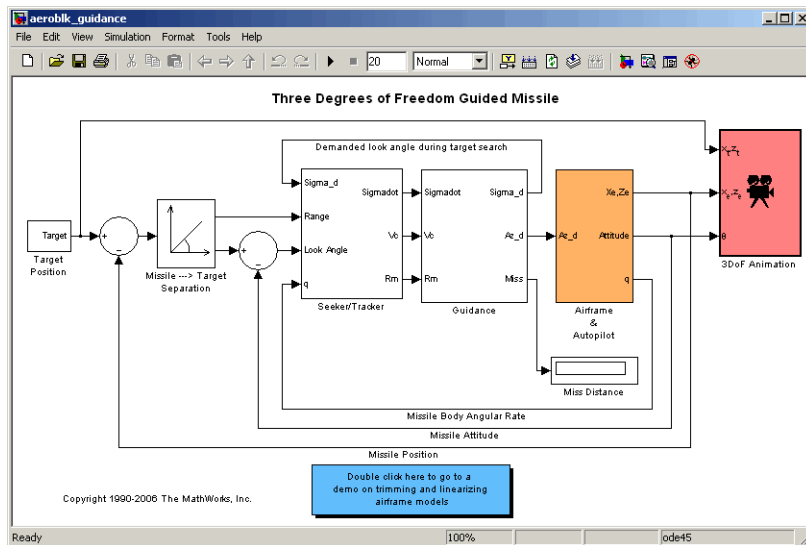 aeroblk_guidance
File Edit View Simulation Format Tools Help
20 Normal
Three Degrees of Freedom Guided Missile
Demanded look angle during target search
Sigma_d
Range
Look Angle
q
Sigmadot
Vc
Rm
Seeker/Tracker
Sigmadot
Vc
Rm
Sigma_d
Az_d
Miss
Guidance
Az_d
Xe,Ze
Attitude
q
Airframe
&
Autopilot
x_t,z_t
x_e,z_e
θ
3DoF Animation
Target
Target
Position
+
-
Missile ---> Target
Separation
+
-
Miss Distance
Missile Body Angular Rate
Missile Attitude
Missile Position
Double click here to go to a
demo on trimming and linearizing
airframe models
Copyright 1990-2006 The MathWorks, Inc.
Ready 100% ode45